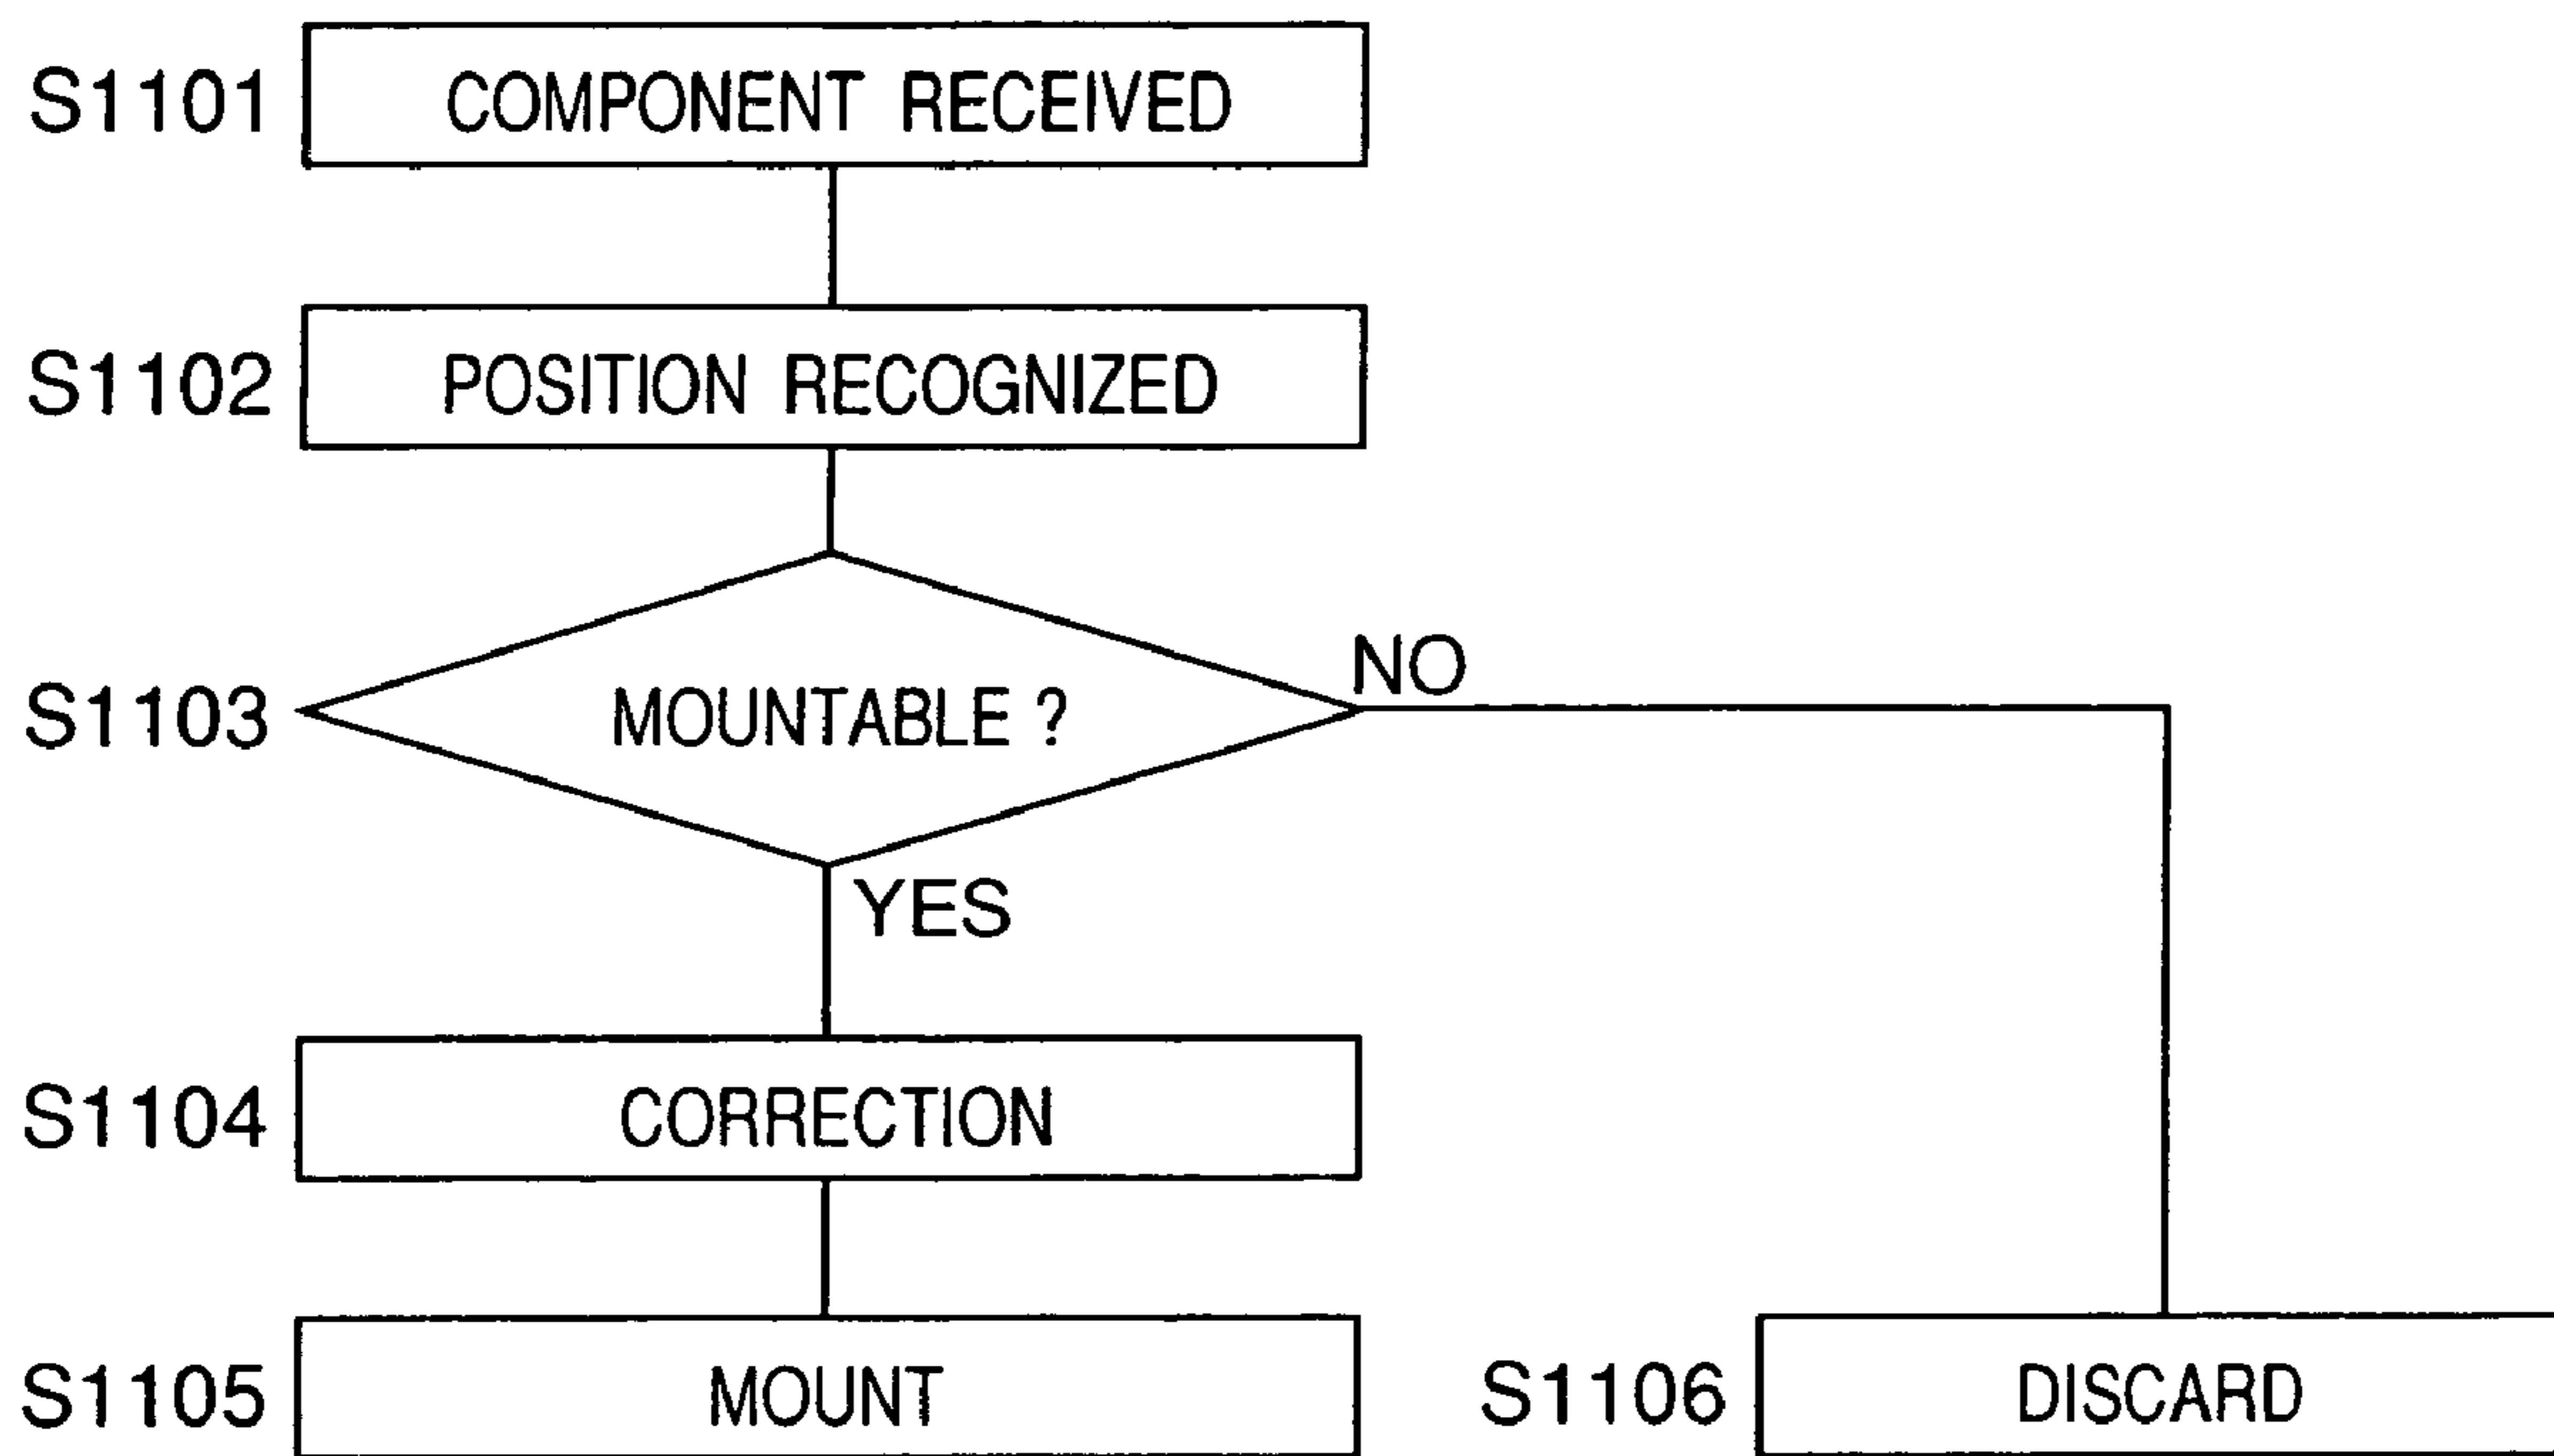 S1101 COMPONENT RECEIVED
S1102 POSITION RECOGNIZED
S1103 MOUNTABLE ?
NO
YES
S1104 CORRECTION
S1105 MOUNT
S1106 DISCARD